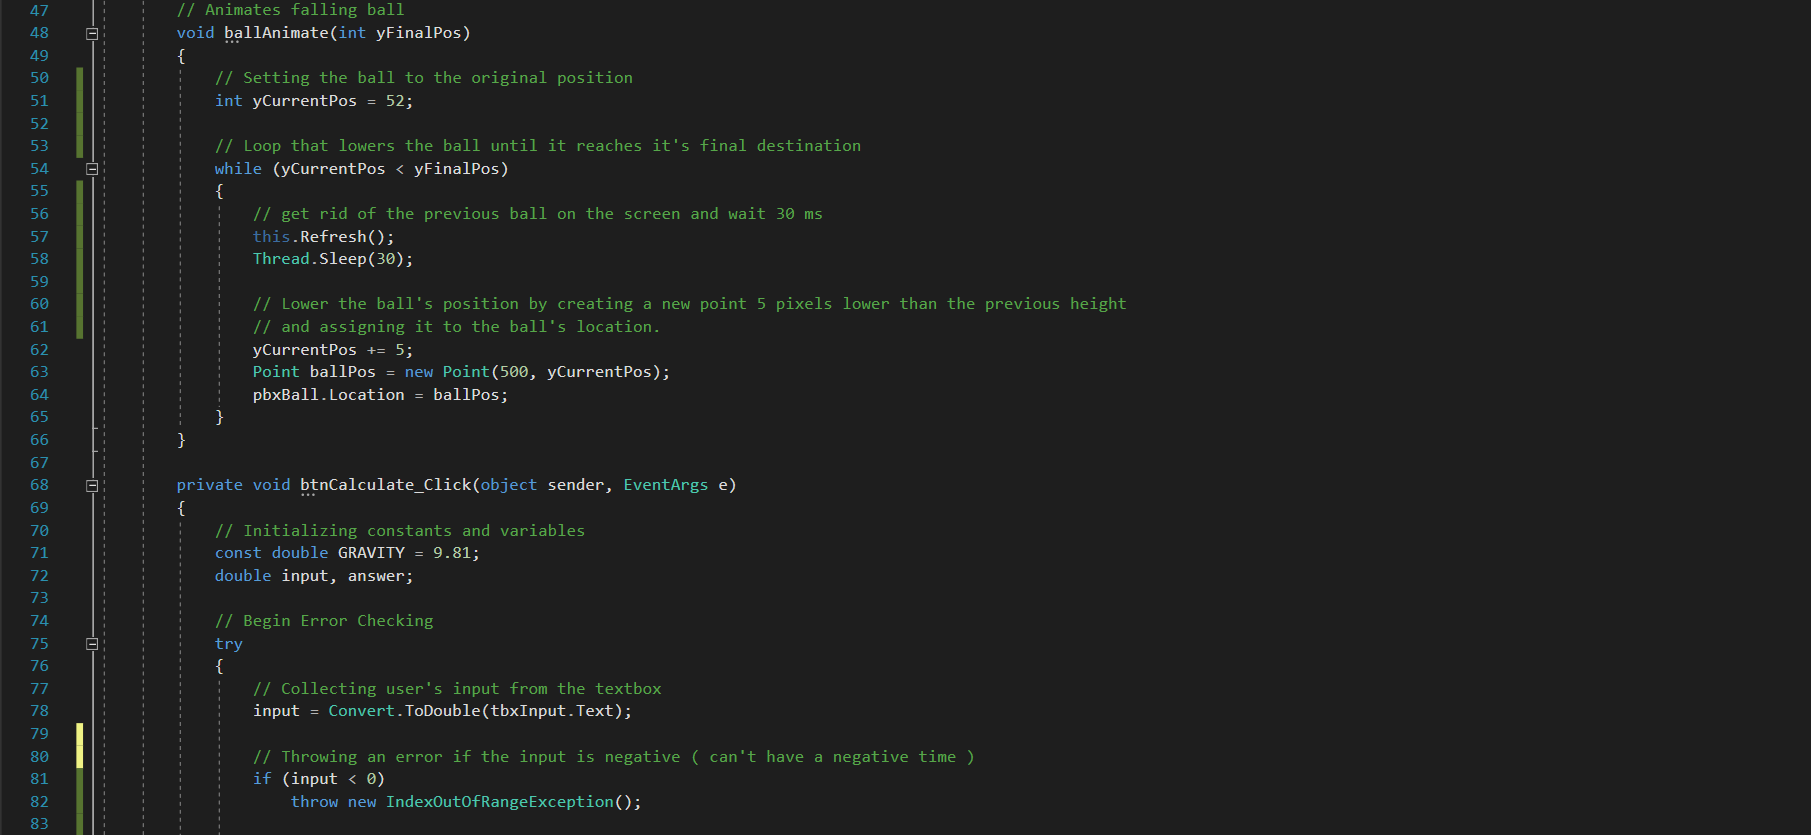 47 // Animates falling ball
48 void ballAnimate(int yFinalPos)
49 {
50 // Setting the ball to the original position
51 int yCurrentPos = 52;
52
53 // Loop that lowers the ball until it reaches it's final destination
54 while (yCurrentPos < yFinalPos)
55 {
56 // get rid of the previous ball on the screen and wait 30 ms
57 this.Refresh();
58 Thread.Sleep(30);
59
60 // Lower the ball's position by creating a new point 5 pixels lower than the previous height
61 // and assigning it to the ball's location.
62 yCurrentPos += 5;
63 Point ballPos = new Point(500, yCurrentPos);
64 pbxBall.Location = ballPos;
65 }
66 }
67
68 private void btnCalculate_Click(object sender, EventArgs e)
69 {
70 // Initializing constants and variables
71 const double GRAVITY = 9.81;
72 double input, answer;
73
74 // Begin Error Checking
75 try
76 {
77 // Collecting user's input from the textbox
78 input = Convert.ToDouble(tbxInput.Text);
79
80 // Throwing an error if the input is negative ( can't have a negative time )
81 if (input < 0)
82 throw new IndexOutOfRangeException();
83